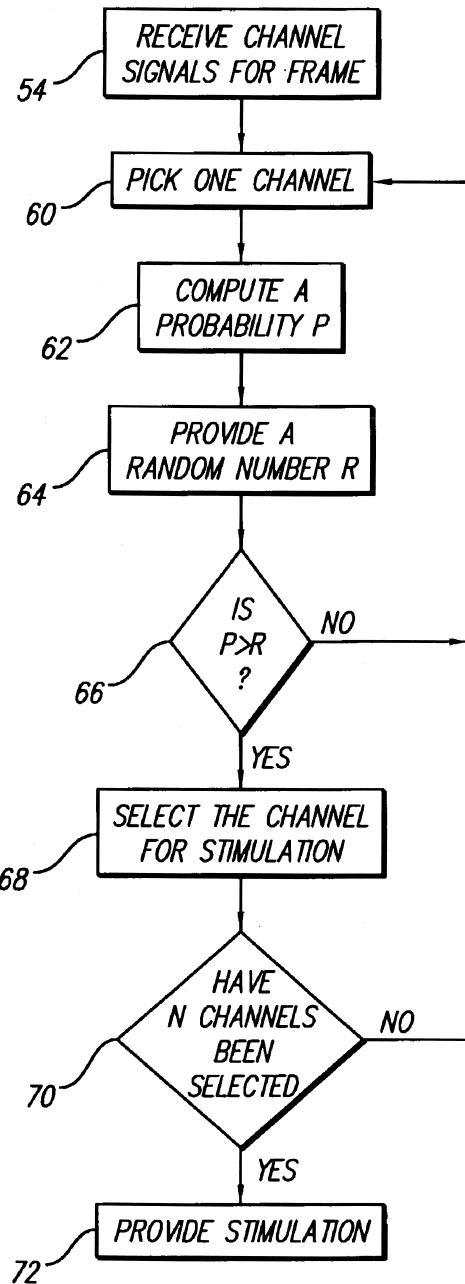 RECEIVE CHANNEL
SIGNALS FOR FRAME
54
PICK ONE CHANNEL
60
COMPUTE A
PROBABILITY P
62
PROVIDE A
RANDOM NUMBER R
64
IS
P>R
?
NO
66
YES
SELECT THE CHANNEL
FOR STIMULATION
68
HAVE
N CHANNELS
BEEN
SELECTED
NO
70
YES
PROVIDE STIMULATION
72